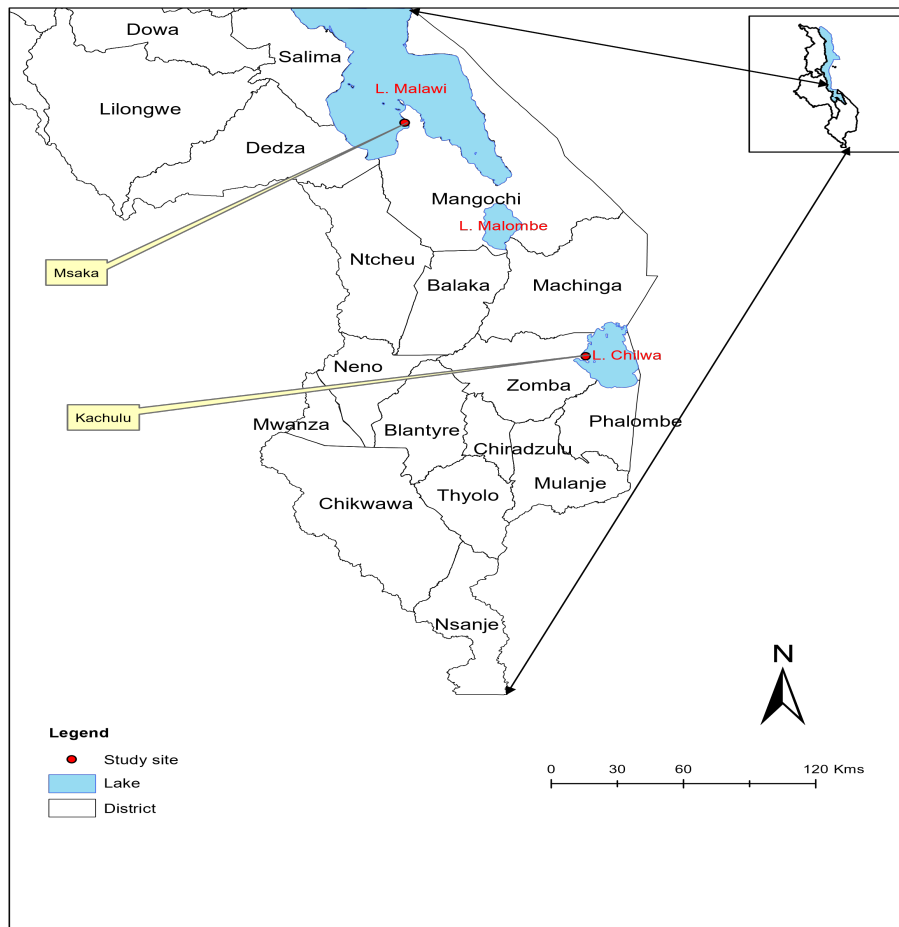 Dowa
Salima
L. Malawi
Lilongwe
Dedza
Mangochi
L. Malombe
Msaka
Ntcheu
Balaka
Machinga
L. Chilwa
Neno
Zomba
Kachulu
Mwanza
Blantyre
Phalombe
Chiradzulu
Mulanje
Thyolo
Chikwawa
Nsanje
N
Legend
Study site
Lake
District
0 30 60 120 Kms